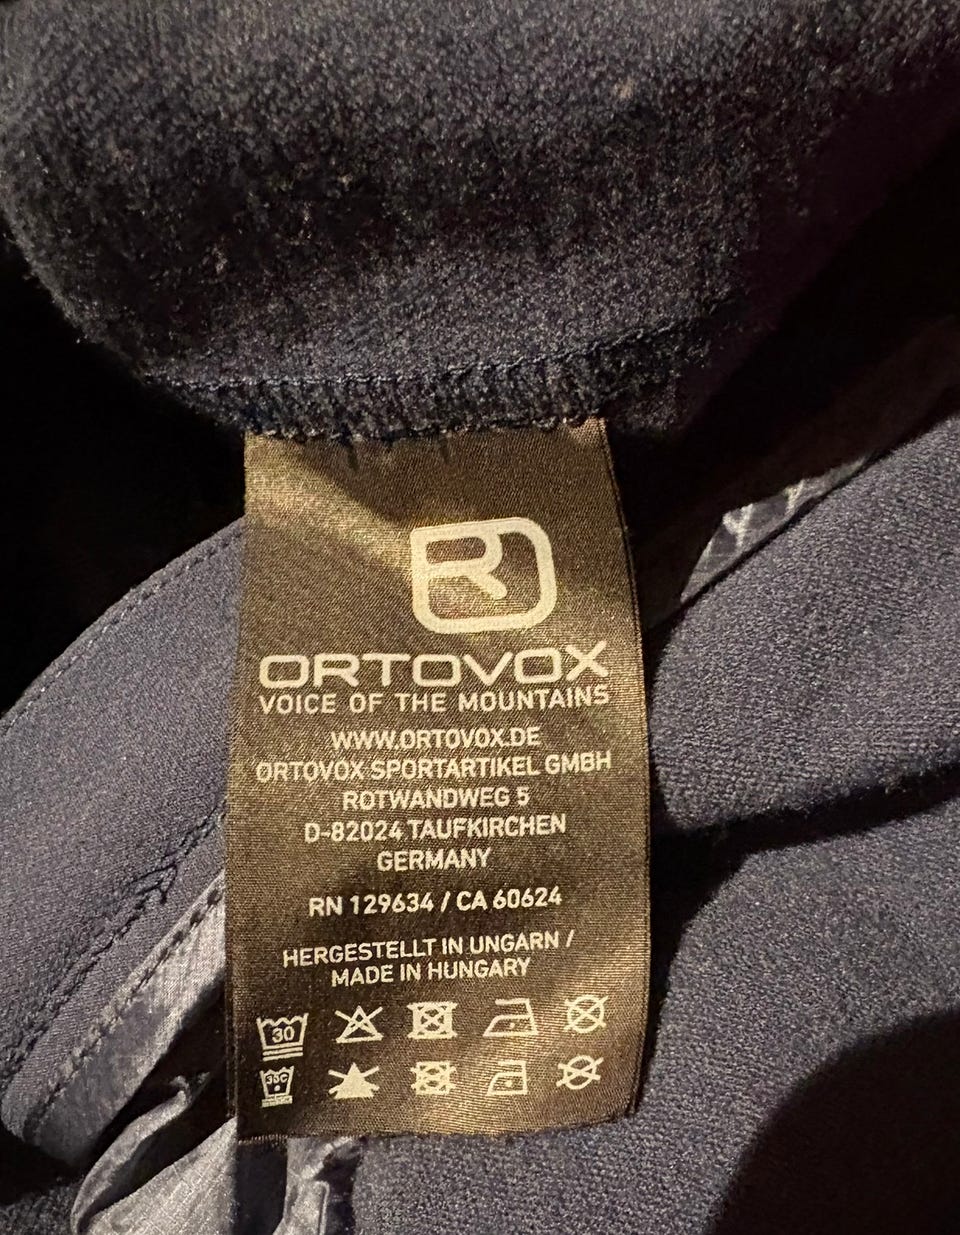 R
ORTOVOX
VOICE OF THE MOUNTAINS
WWW.ORTOVOX.DE
ORTOVOX SPORTARTIKEL GMBH
ROTWANDWEG 5
D-82024 TAUFKIRCHEN
GERMANY
RN 129634 / CA 60624
HERGESTELLT IN UNGARN /
MADE IN HUNGARY
30